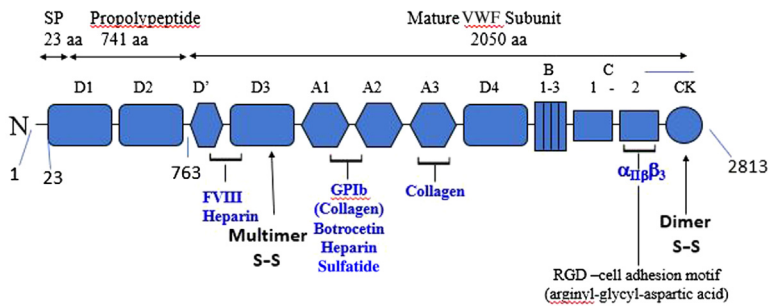 SP Propolypeptide Mature VWF Subunit
23 aa 741 aa 2050 aa
B C
D1 D2 D' D3 A1 A2 A3 D4 1-3 1 - 2 CK
N
1 23 763 2813
FVIII
Heparin
Multimer
S-S
GPIb
(Collagen)
Botrocetin
Heparin
Sulfatide
Collagen
αIIββ3
Dimer
S-S
RGD –cell adhesion motif
(arginyl-glycyl-aspartic acid)